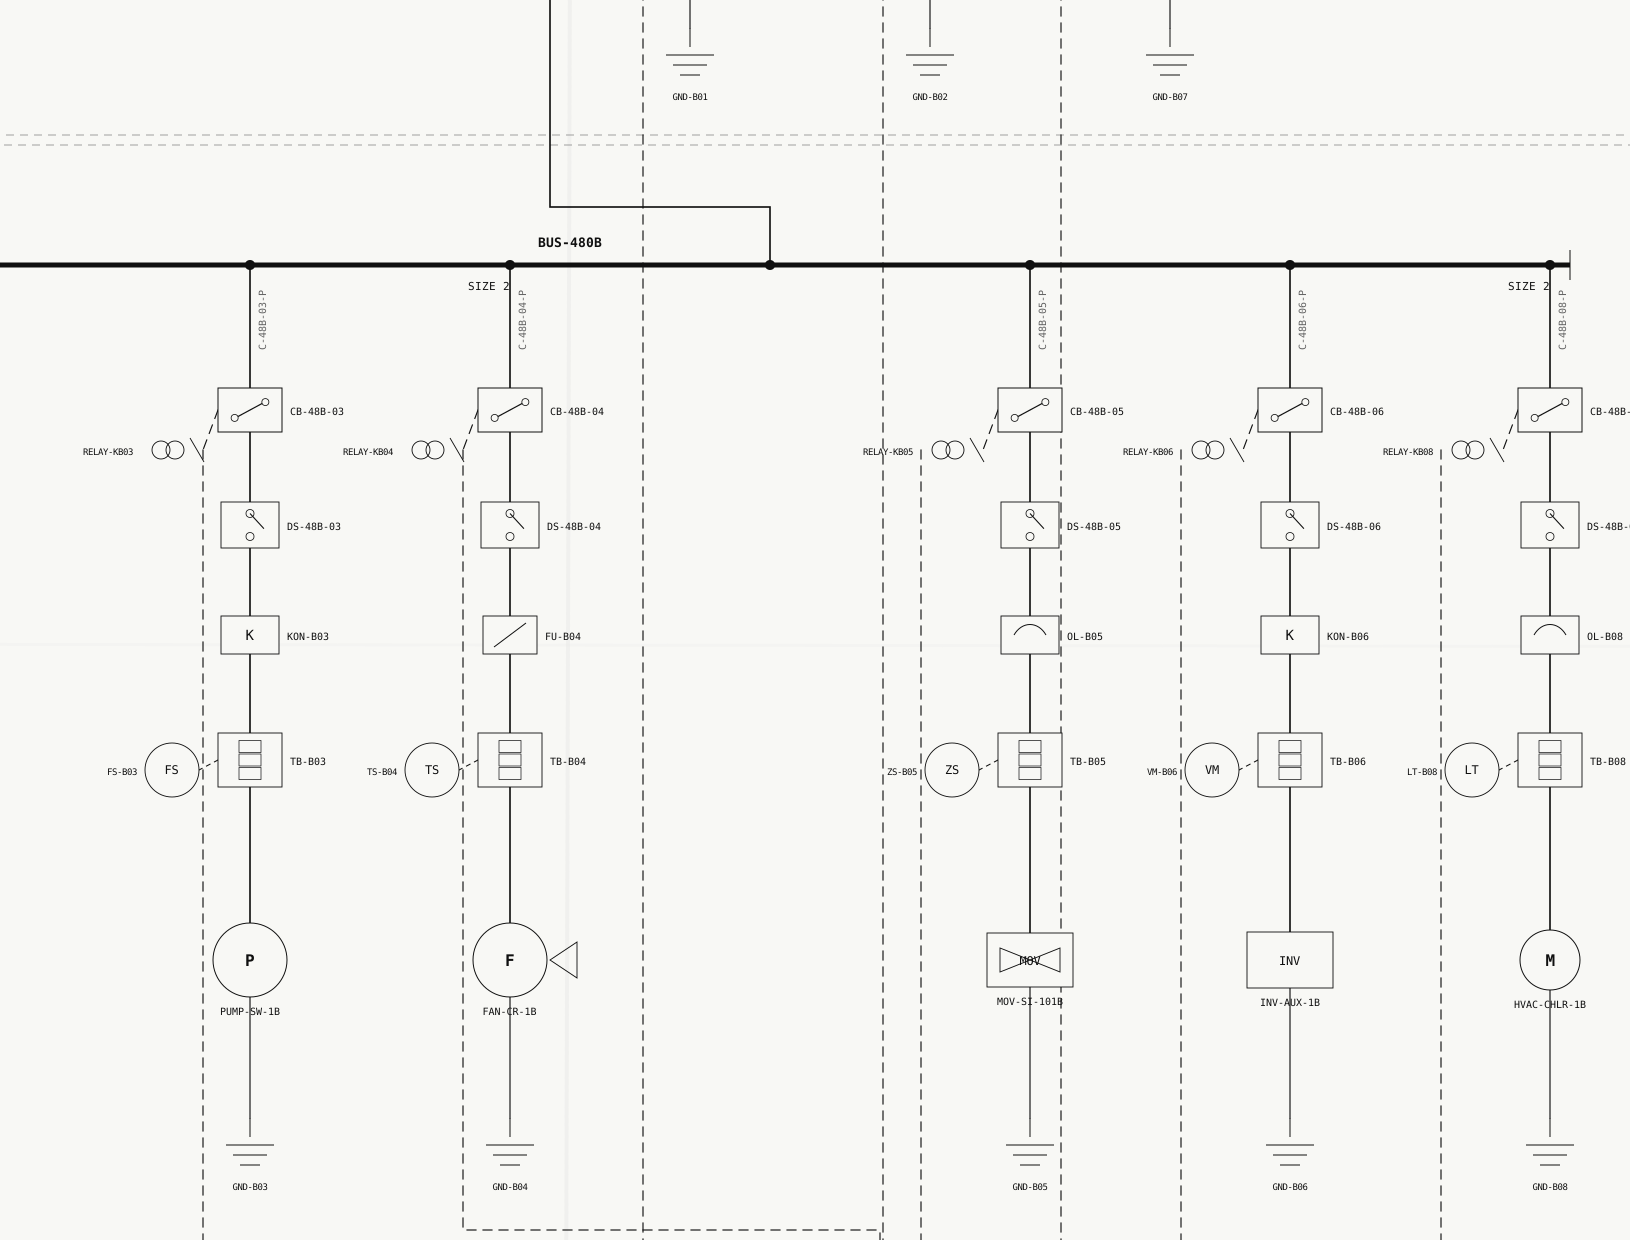 GND-B01 GND-B02 GND-B07
BUS-480B
SIZE 2 SIZE 2
C-48B-03-P C-48B-04-P C-48B-05-P C-48B-06-P C-48B-08-P
CB-48B-03 CB-48B-04 CB-48B-05 CB-48B-06 CB-48B-
RELAY-KB03 RELAY-KB04 RELAY-KB05 RELAY-KB06 RELAY-KB08
DS-48B-03 DS-48B-04 DS-48B-05 DS-48B-06 DS-48B-
K KON-B03 FU-B04 OL-B05 K KON-B06 OL-B08
TB-B03 TB-B04 TB-B05 TB-B06 TB-B08
FS-B03 FS TS-B04 TS ZS-B05 ZS VM-B06 VM LT-B08 LT
P F MOV INV M
PUMP-SW-1B FAN-CR-1B MOV-SI-101B INV-AUX-1B HVAC-CHLR-1B
GND-B03 GND-B04 GND-B05 GND-B06 GND-B08